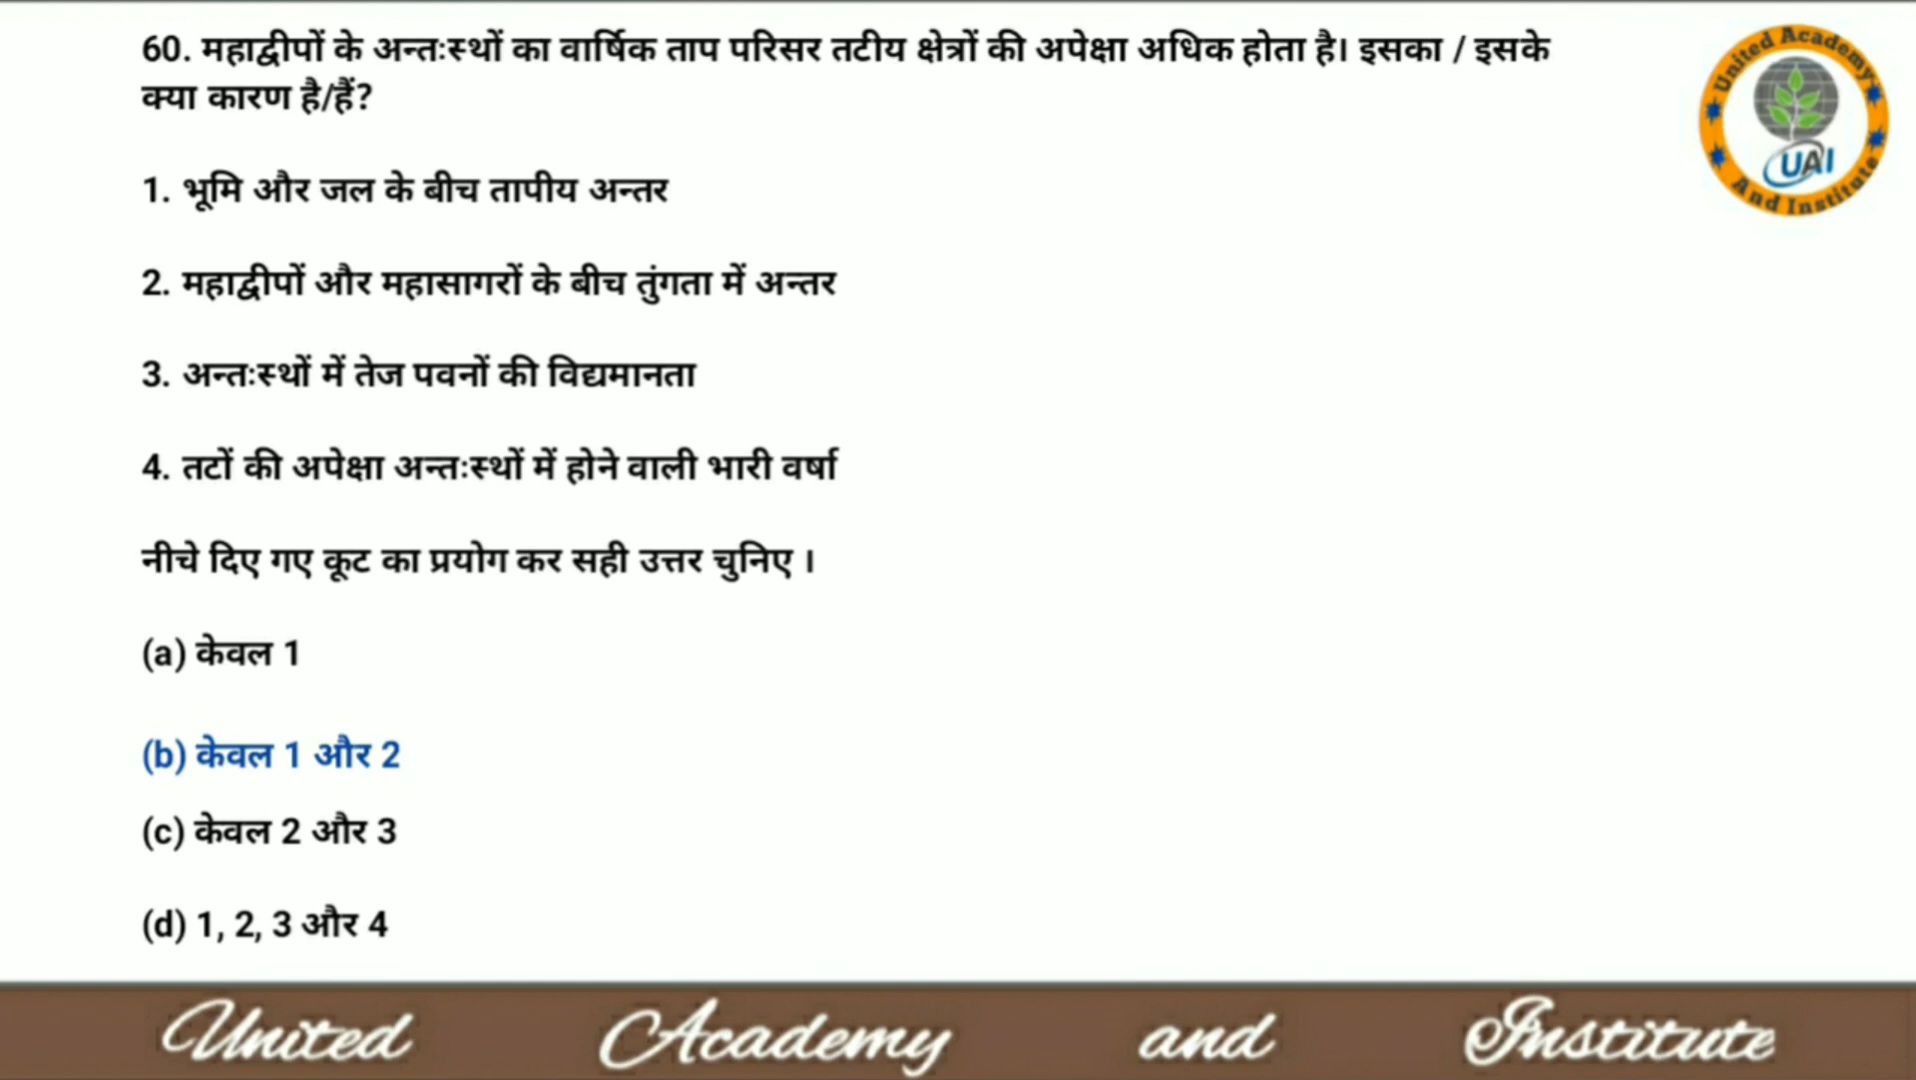 60. महाद्वीपों के अन्तःस्थों का वार्षिक ताप परिसर तटीय क्षेत्रों की अपेक्षा अधिक होता है। इसका / इसके
क्या कारण है/हैं?
1. भूमि और जल के बीच तापीय अन्तर
2. महाद्वीपों और महासागरों के बीच तुंगता में अन्तर
3. अन्तःस्थों में तेज पवनों की विद्यमानता
4. तटों की अपेक्षा अन्तःस्थों में होने वाली भारी वर्षा
नीचे दिए गए कूट का प्रयोग कर सही उत्तर चुनिए ।
(a) केवल 1
(b) केवल 1 और 2
(c) केवल 2 और 3
(d) 1, 2, 3 और 4
United Academy
UAI
And Institute
United Academy and Institute